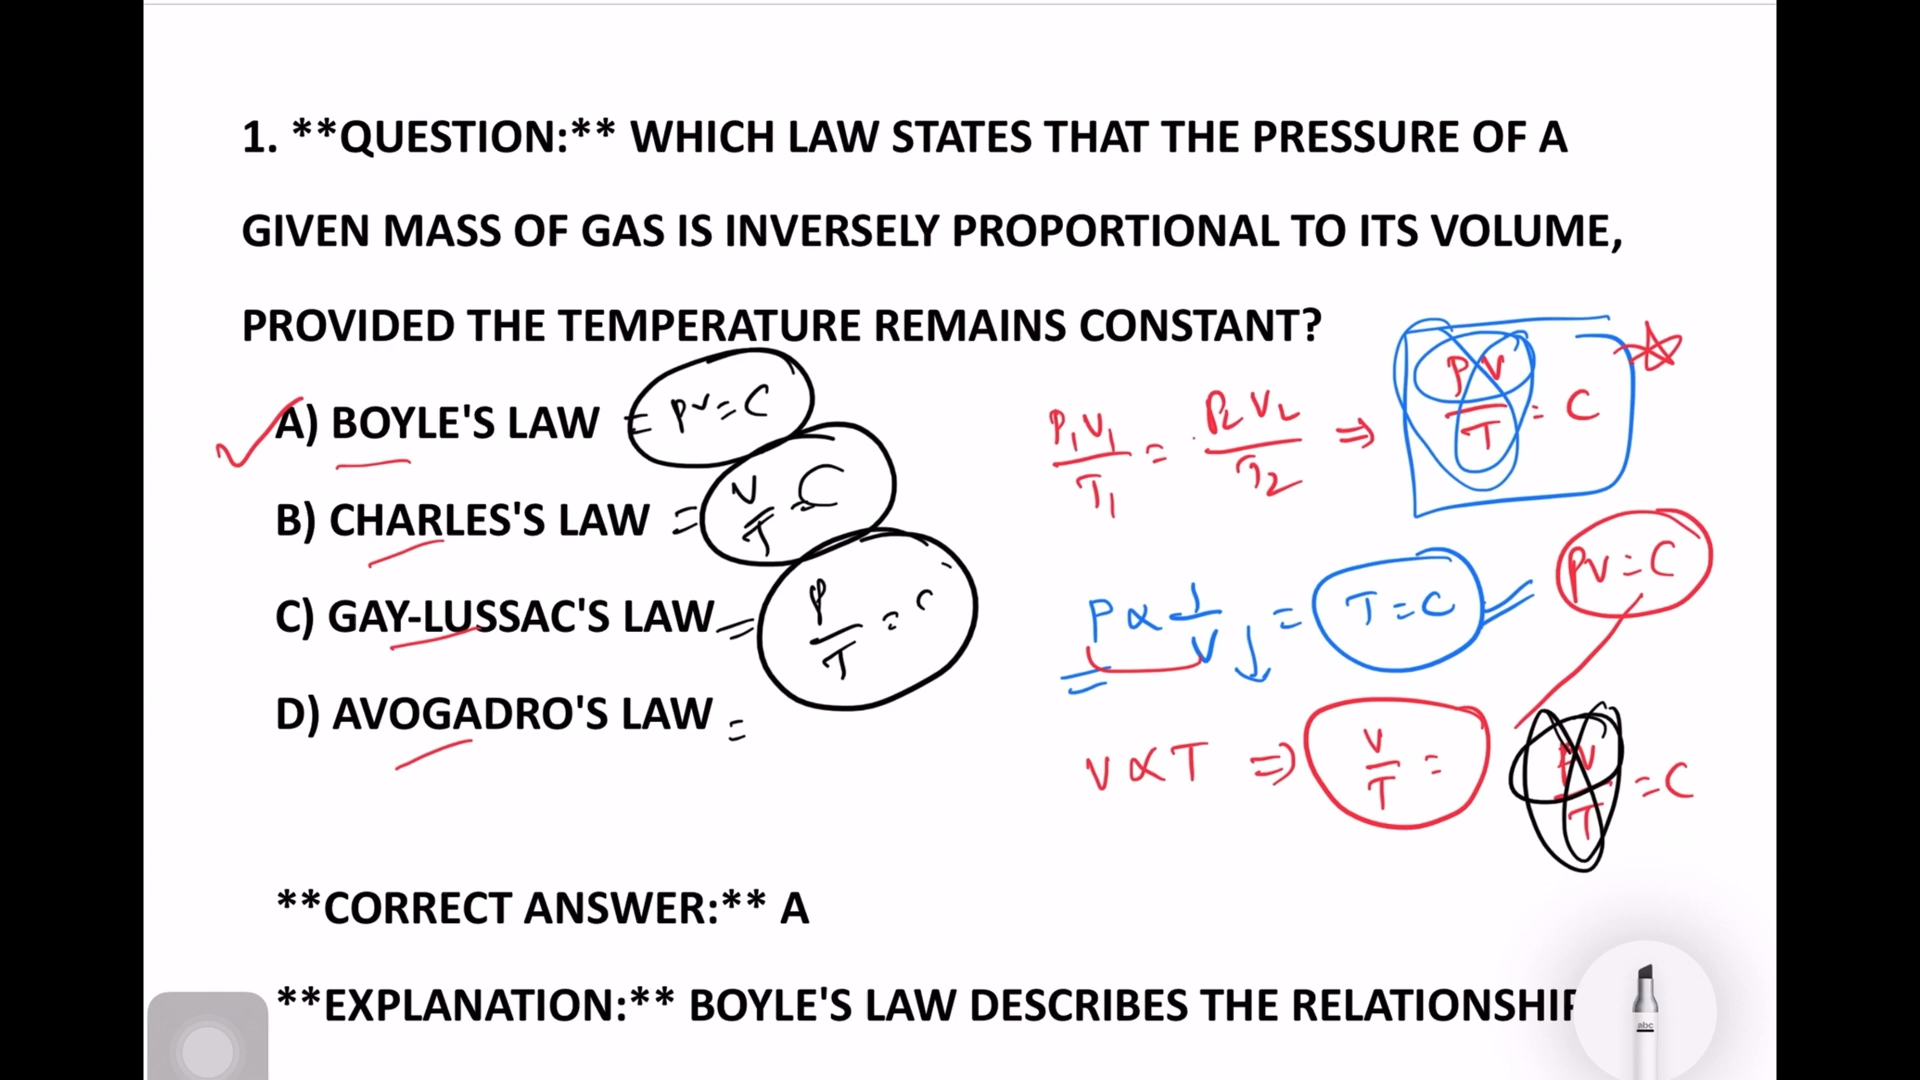 1. **QUESTION:** WHICH LAW STATES THAT THE PRESSURE OF A
GIVEN MASS OF GAS IS INVERSELY PROPORTIONAL TO ITS VOLUME,
PROVIDED THE TEMPERATURE REMAINS CONSTANT?
A) BOYLE'S LAW = PV = C
B) CHARLES'S LAW = V/T = C
C) GAY-LUSSAC'S LAW = P/T = C
D) AVOGADRO'S LAW =
P₁V₁/T₁ = P₂V₂/T₂ ⇒ PV/T = C
P ∝ 1/V = T = C
PV = C
V ∝ T ⇒ V/T =
PV/T = C
**CORRECT ANSWER:** A
**EXPLANATION:** BOYLE'S LAW DESCRIBES THE RELATIONSHIP
abc